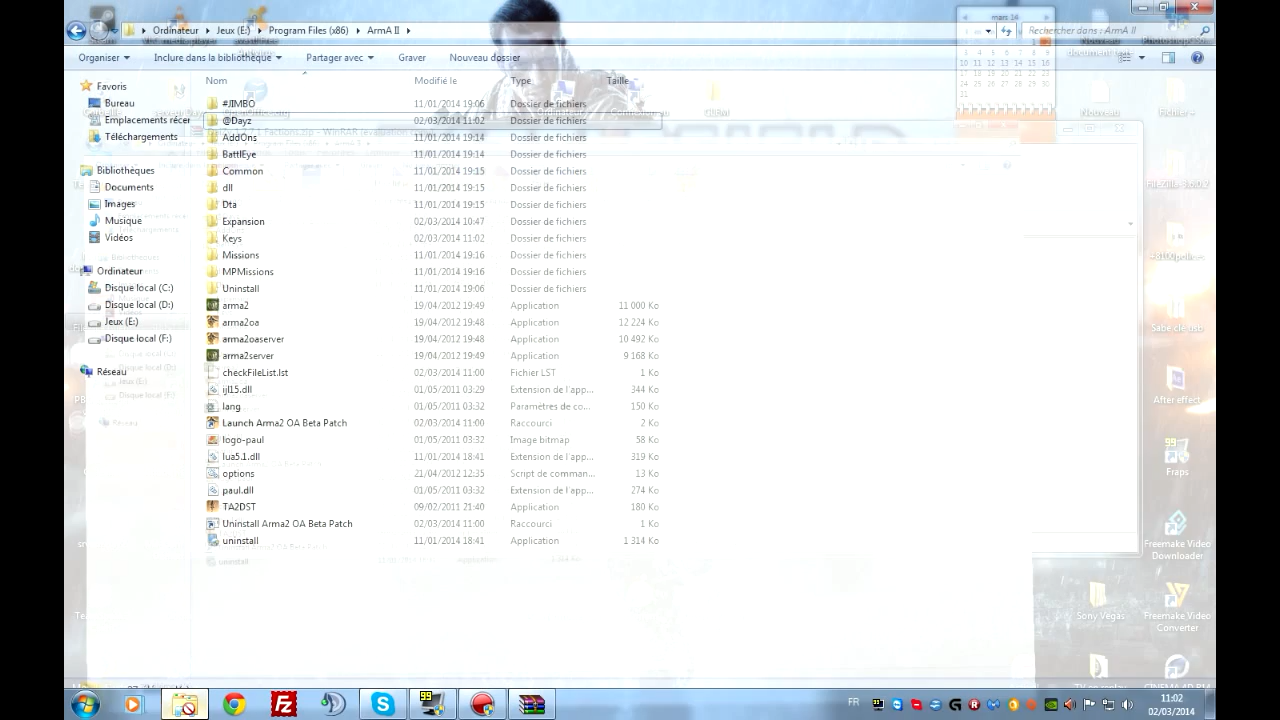 Ordinateur Jeux (E:) Program Files (x86) ArmA II
Rechercher dans : ArmA II
Organiser Inclure dans la bibliothèque Partager avec Graver Nouveau dossier
Nom Modifié le Type Taille
Favoris
Bureau
Emplacements récer
Téléchargements
Bibliothèques
Documents
Images
Musique
Vidéos
Ordinateur
Disque local (C:)
Disque local (D:)
Jeux (E:)
Disque local (F:)
Réseau
#JIMBO 11/01/2014 19:06 Dossier de fichiers
@Dayz 02/03/2014 11:02 Dossier de fichiers
AddOns 11/01/2014 19:14 Dossier de fichiers
BattlEye 11/01/2014 19:14 Dossier de fichiers
Common 11/01/2014 19:15 Dossier de fichiers
dll 11/01/2014 19:15 Dossier de fichiers
Dta 11/01/2014 19:15 Dossier de fichiers
Expansion 02/03/2014 10:47 Dossier de fichiers
Keys 02/03/2014 11:02 Dossier de fichiers
Missions 11/01/2014 19:16 Dossier de fichiers
MPMissions 11/01/2014 19:16 Dossier de fichiers
Uninstall 11/01/2014 19:06 Dossier de fichiers
arma2 19/04/2012 19:49 Application 11 000 Ko
arma2oa 19/04/2012 19:48 Application 12 224 Ko
arma2oaserver 19/04/2012 19:48 Application 10 492 Ko
arma2server 19/04/2012 19:49 Application 9 168 Ko
checkFileList.lst 02/03/2014 11:00 Fichier LST 1 Ko
ijl15.dll 01/05/2011 03:29 Extension de l'app... 344 Ko
lang 01/05/2011 03:32 Paramètres de co... 150 Ko
Launch Arma2 OA Beta Patch 02/03/2014 11:00 Raccourci 2 Ko
logo-paul 01/05/2011 03:32 Image bitmap 58 Ko
lua5.1.dll 11/01/2014 18:41 Extension de l'app... 319 Ko
options 21/04/2012 12:35 Script de comman... 13 Ko
paul.dll 01/05/2011 03:32 Extension de l'app... 274 Ko
TA2DST 09/02/2011 21:40 Application 180 Ko
Uninstall Arma2 OA Beta Patch 02/03/2014 11:00 Raccourci 1 Ko
uninstall 11/01/2014 18:41 Application 1 314 Ko
uninstall
mars 14
Nouveau
Fichier+
FileZilla
After effect
Fraps
Freemake Video
Downloader
Sony Vegas
Freemake Video
Converter
FR
11:02
02/03/2014